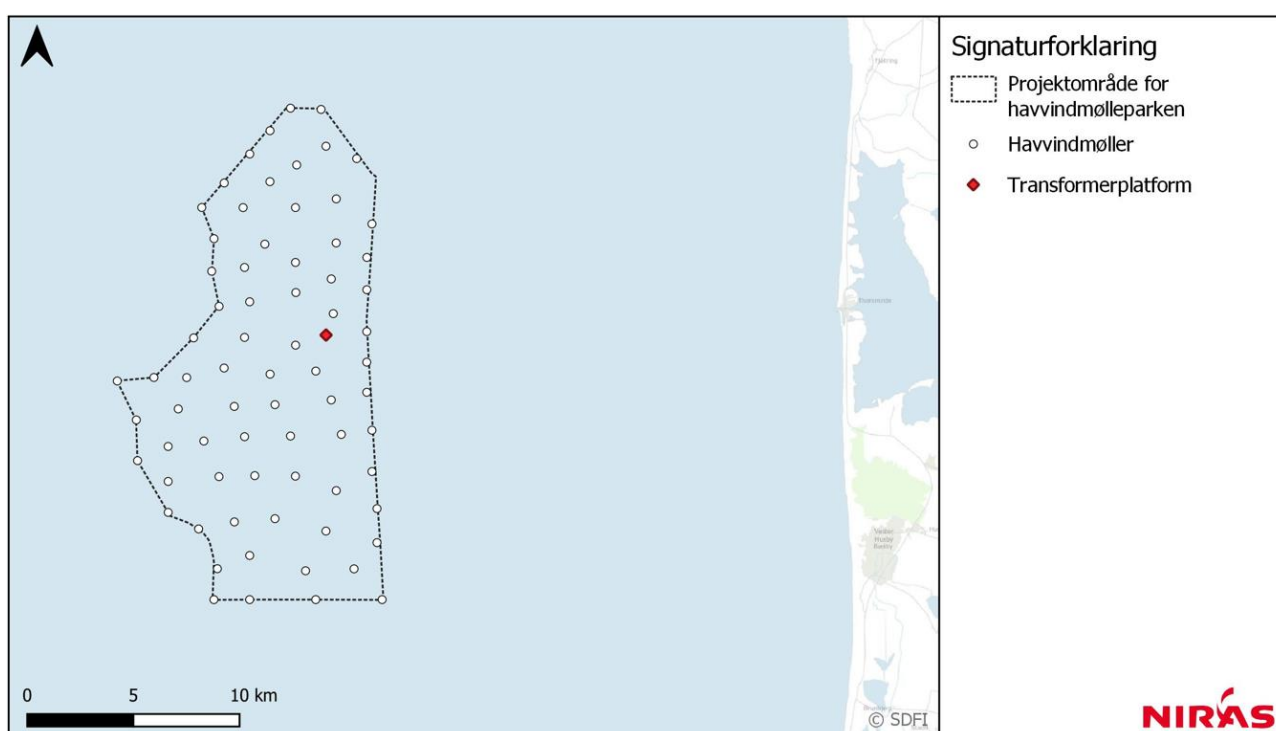 Signaturforklaring
Projektområde for
havvindmølleparken
Havvindmøller
Transformerplatform
0 5 10 km
© SDFI
NIRAS